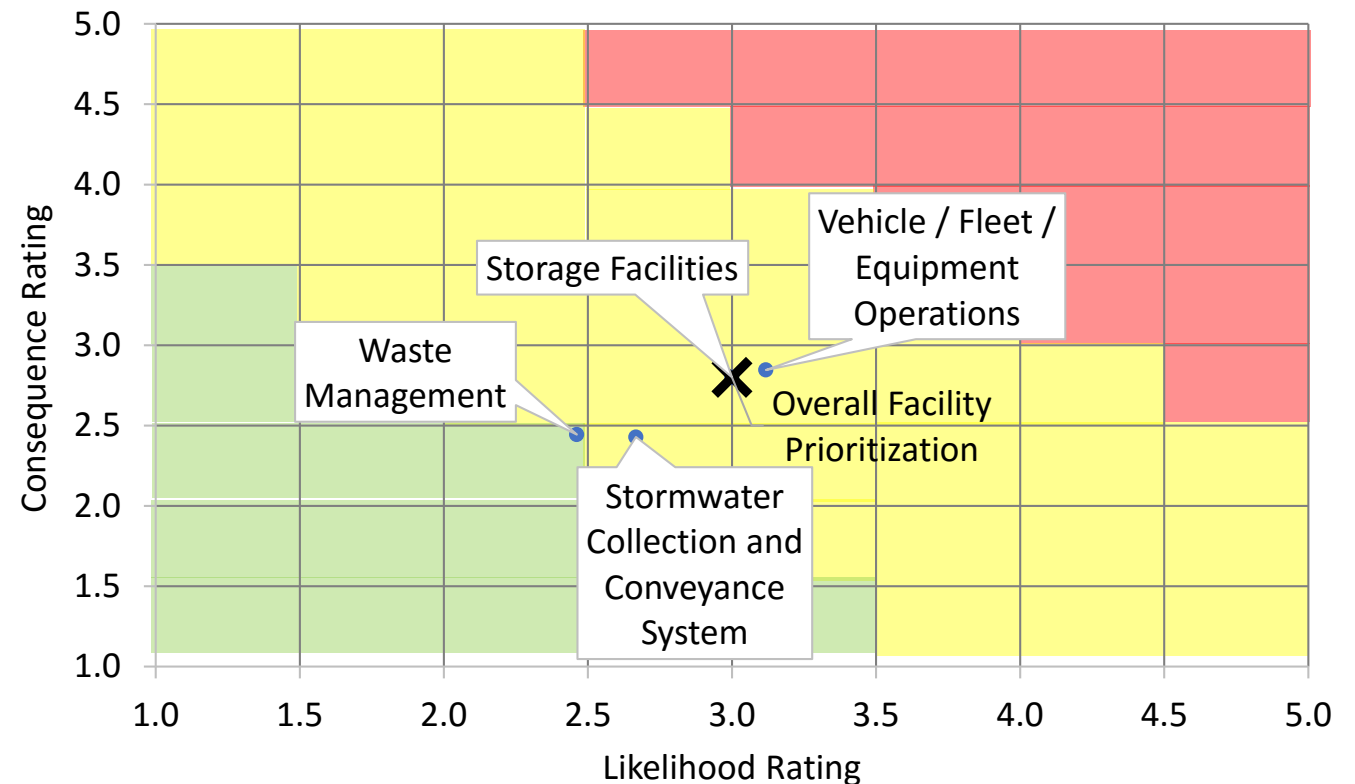 5.0
4.5
4.0
3.5
3.0
2.5
2.0
1.5
1.0
Consequence Rating
Vehicle / Fleet /
Equipment
Operations
Storage Facilities
Waste
Management
Overall Facility
Prioritization
Stormwater
Collection and
Conveyance
System
1.0 1.5 2.0 2.5 3.0 3.5 4.0 4.5 5.0
Likelihood Rating